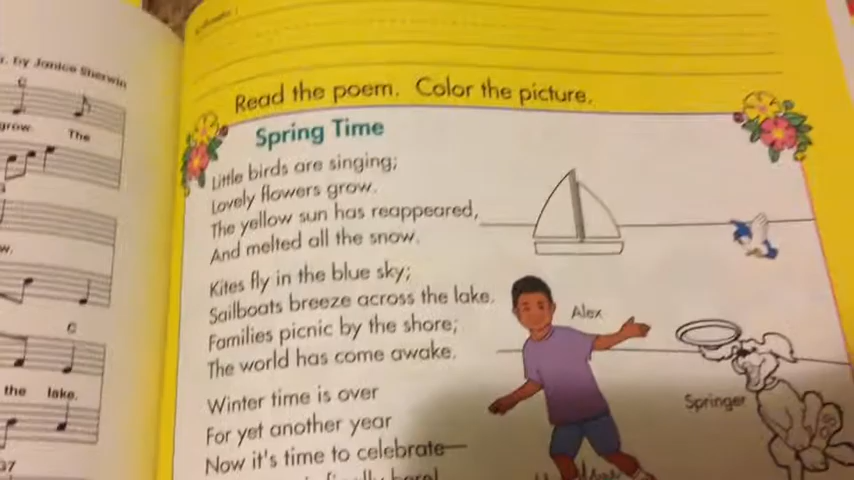 r. by Janice Sherwin
C
grow. The
w.
C
the lake.
37
Read the poem. Color the picture.
Spring Time
Little birds are singing;
Lovely flowers grow.
The yellow sun has reappeared,
And melted all the snow.
Kites fly in the blue sky;
Sailboats breeze across the lake.
Families picnic by the shore;
The world has come awake.
Winter time is over
For yet another year
Now it's time to celebrate—
finally here!
Alex
Springer